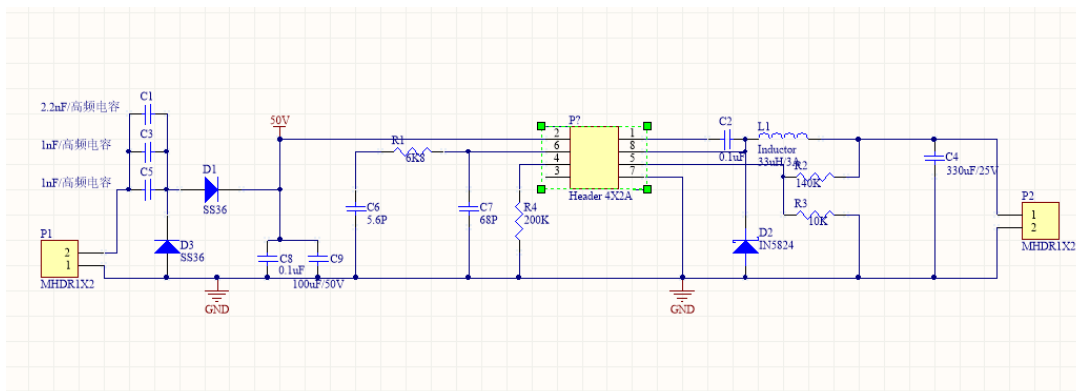 C1
2.2nF/高频电容
C3
1nF/高频电容
C5
1nF/高频电容
D1
SS36
D3
SS36
P1
2
1
MHDR1X2
50V
C8
0.1uF
C9
100uF/50V
GND
R1
6K8
C6
5.6P
C7
68P
R4
200K
P?
2
6
4
3
1
8
5
7
Header 4X2A
GND
C2
0.1uF
L1
Inductor
33uH/3A
R2
140K
R3
10K
D2
IN5824
C4
330uF/25V
P2
1
2
MHDR1X2